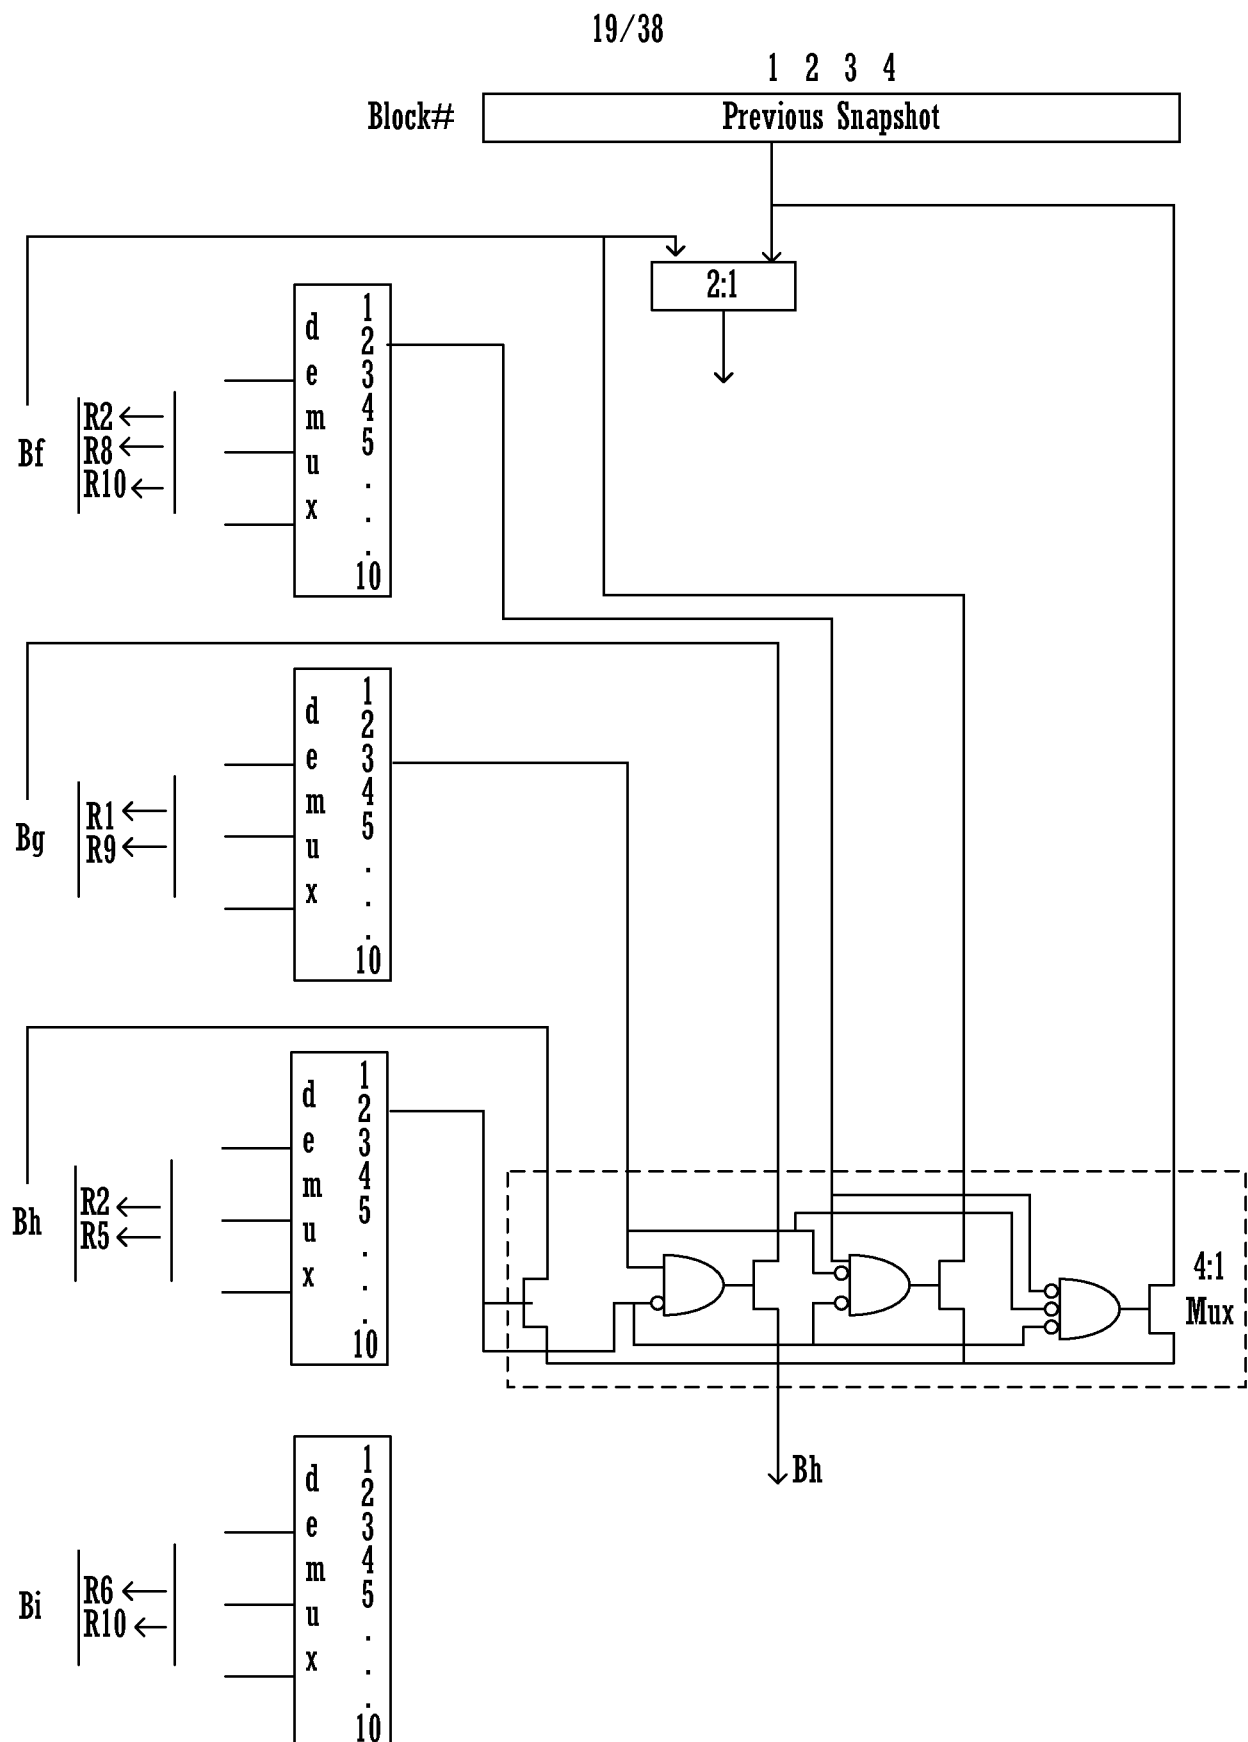 19/38
1 2 3 4
Block# Previous Snapshot
2:1
d 1
2
e 3
m 4
u 5
.
x .
.
10
Bf
R2
R8
R10
d 1
2
e 3
m 4
u 5
.
x .
.
10
Bg
R1
R9
d 1
2
e 3
m 4
u 5
.
x .
.
10
Bh
R2
R5
4:1
Mux
Bh
d 1
2
e 3
m 4
u 5
.
x .
.
10
Bi
R6
R10